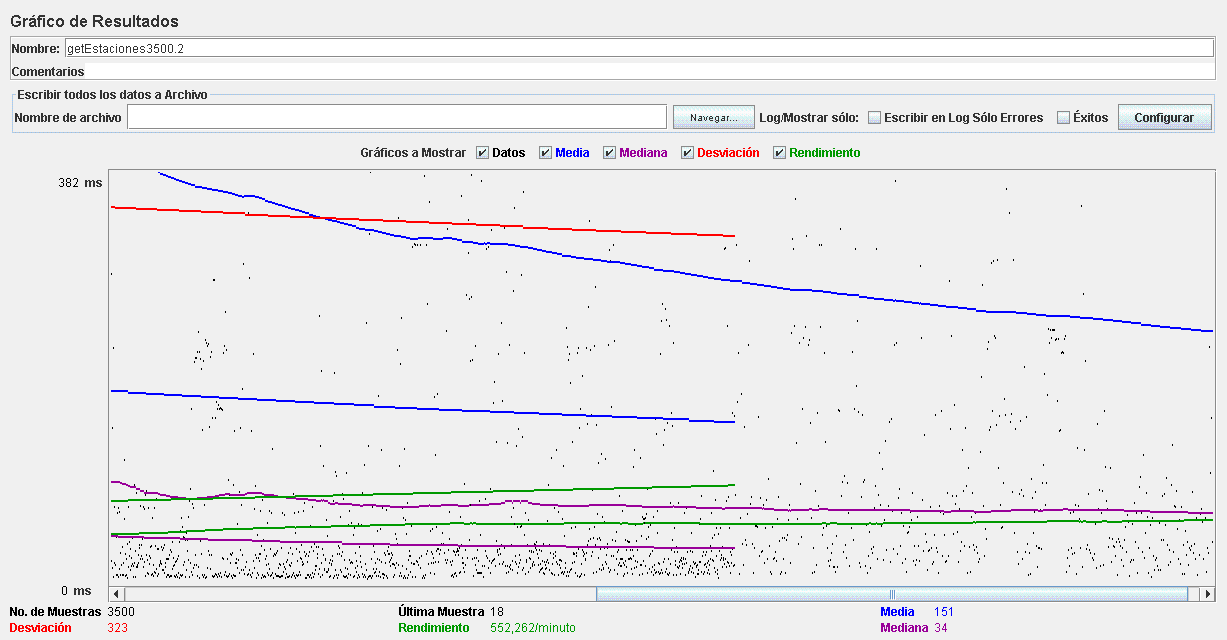 Gráfico de Resultados
Nombre: getEstaciones3500.2
Comentarios
Escribir todos los datos a Archivo
Nombre de archivo Navegar... Log/Mostrar sólo: Escribir en Log Sólo Errores Éxitos Configurar
Gráficos a Mostrar Datos Media Mediana Desviación Rendimiento
382 ms
0 ms
No. de Muestras 3500 Última Muestra 18 Media 151
Desviación 323 Rendimiento 552,262/minuto Mediana 34